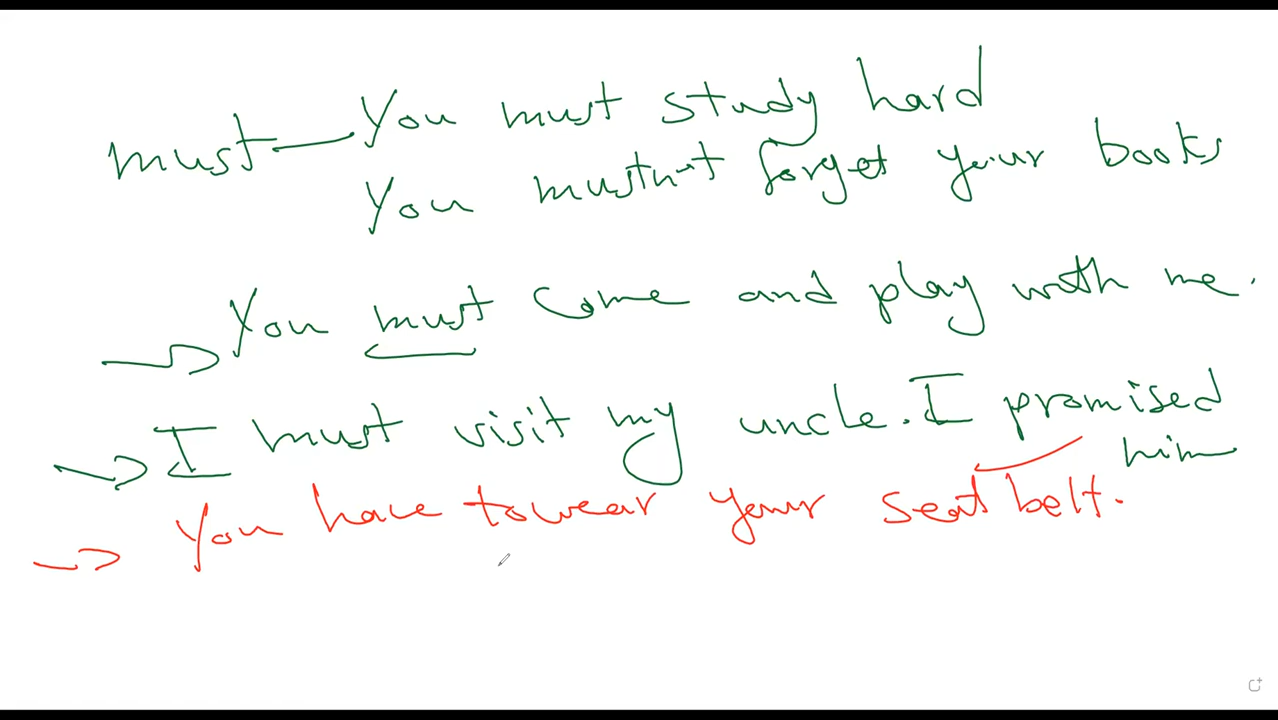 must — You must study hard
You mustn't forget your books
→ You must come and play with me.
→ I must visit my uncle. I promised
him
→ You have to wear your seat belt.